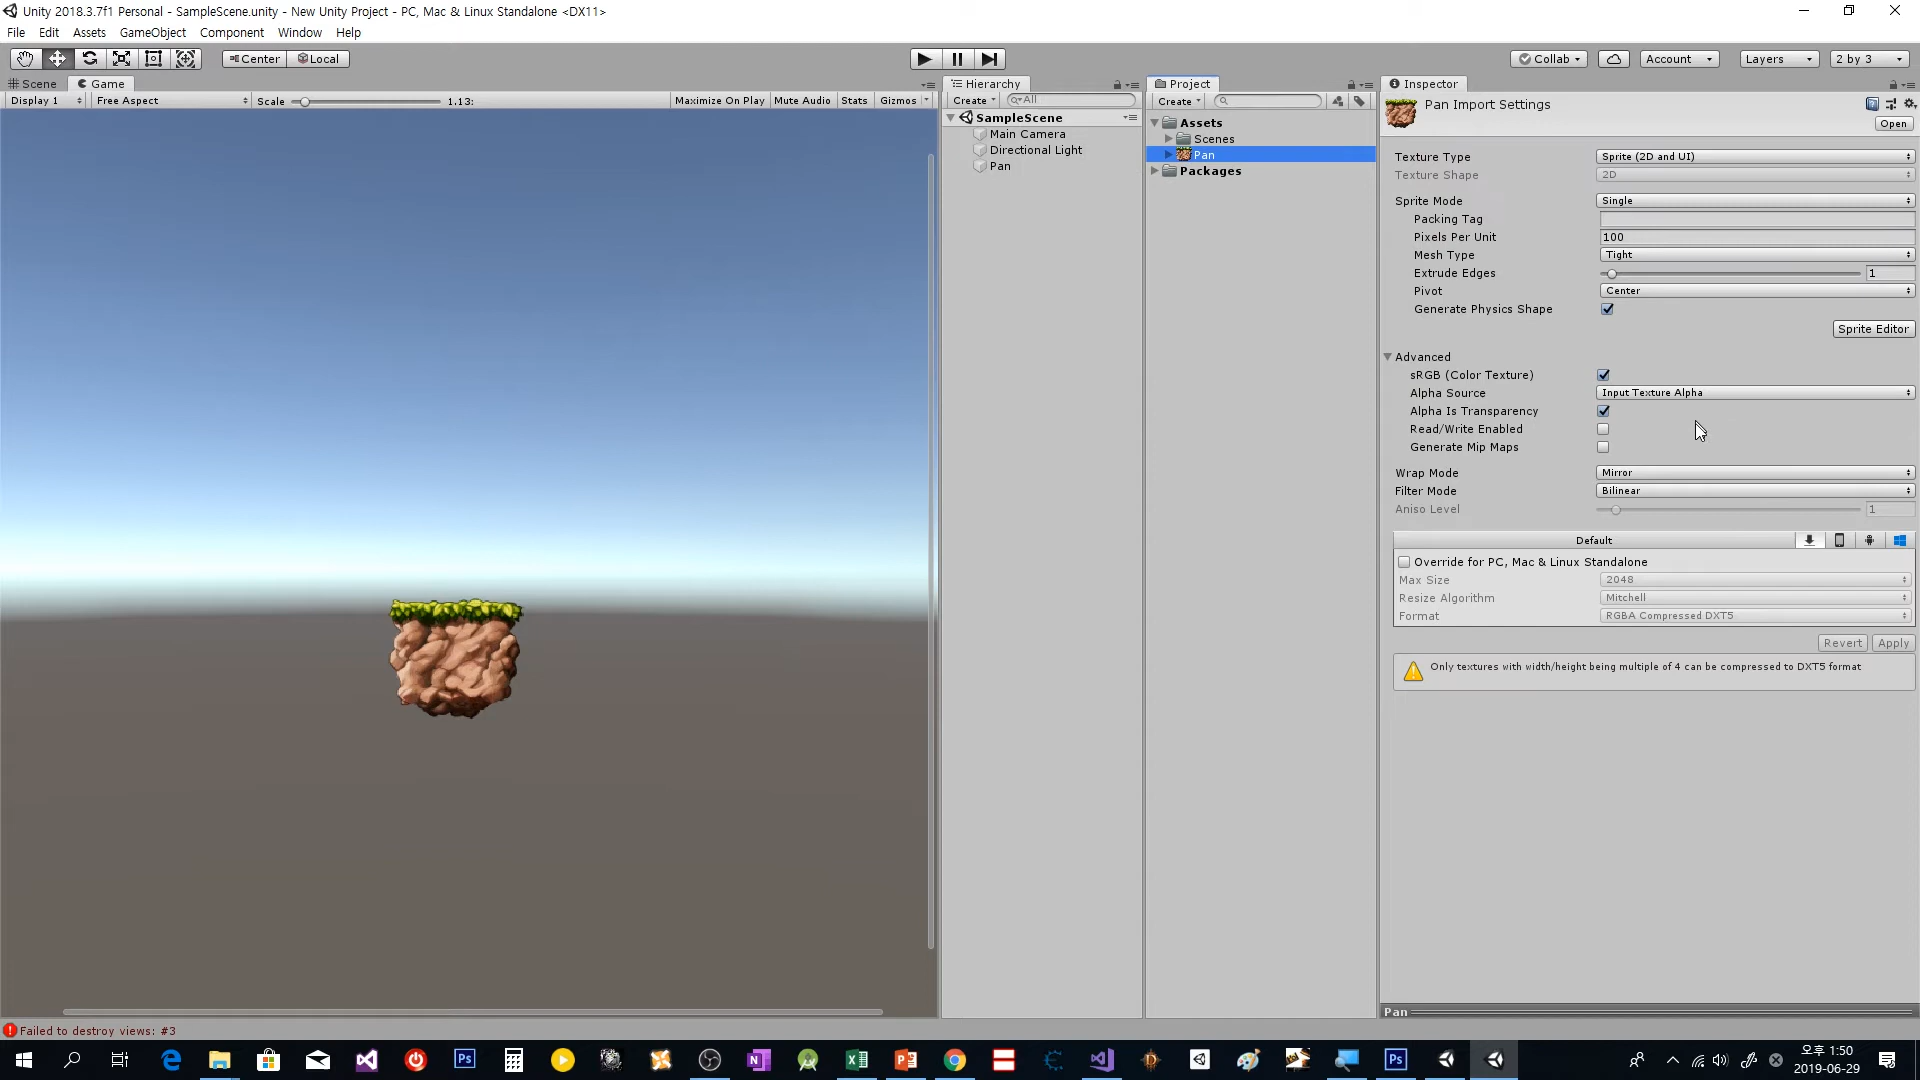 Unity 2018.3.7f1 Personal - SampleScene.unity - New Unity Project - PC, Mac & Linux Standalone <DX11>
File Edit Assets GameObject Component Window Help
Center Local Collab Account Layers 2 by 3
Scene Game Hierarchy Project Inspector
Display 1 Free Aspect Scale 1.13: Maximize On Play Mute Audio Stats Gizmos
Create All
SampleScene
Main Camera
Directional Light
Pan
Create
Assets
Scenes
Pan
Packages
Pan Import Settings
Open
Texture Type Sprite (2D and UI)
Texture Shape 2D
Sprite Mode Single
Packing Tag
Pixels Per Unit 100
Mesh Type Tight
Extrude Edges 1
Pivot Center
Generate Physics Shape
Sprite Editor
Advanced
sRGB (Color Texture)
Alpha Source Input Texture Alpha
Alpha Is Transparency
Read/Write Enabled
Generate Mip Maps
Wrap Mode Mirror
Filter Mode Bilinear
Aniso Level 1
Default
Override for PC, Mac & Linux Standalone
Max Size 2048
Resize Algorithm Mitchell
Format RGBA Compressed DXT5
Revert Apply
Only textures with width/height being multiple of 4 can be compressed to DXT5 format
Pan
Failed to destroy views: #3
오후 1:50
2019-06-29